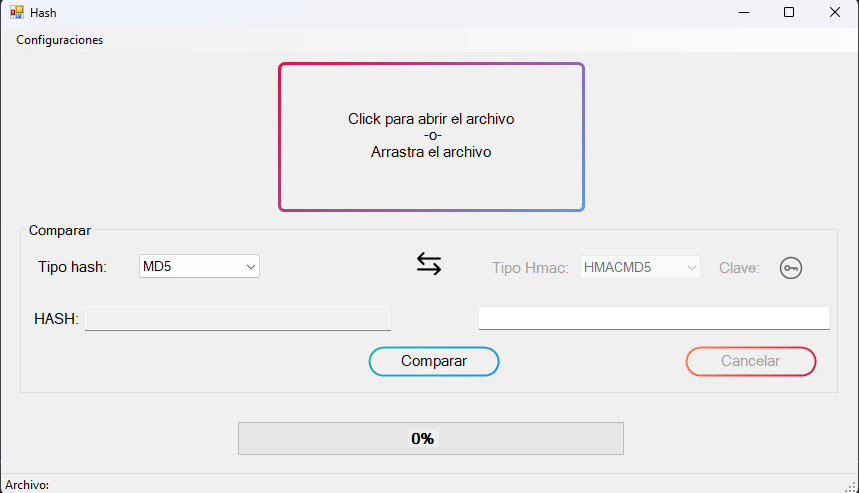 Hash
Configuraciones
Click para abrir el archivo
-o-
Arrastra el archivo
Comparar
Tipo hash:
MD5
Tipo Hmac:
HMACMD5
Clave:
HASH:
Comparar
Cancelar
0%
Archivo: